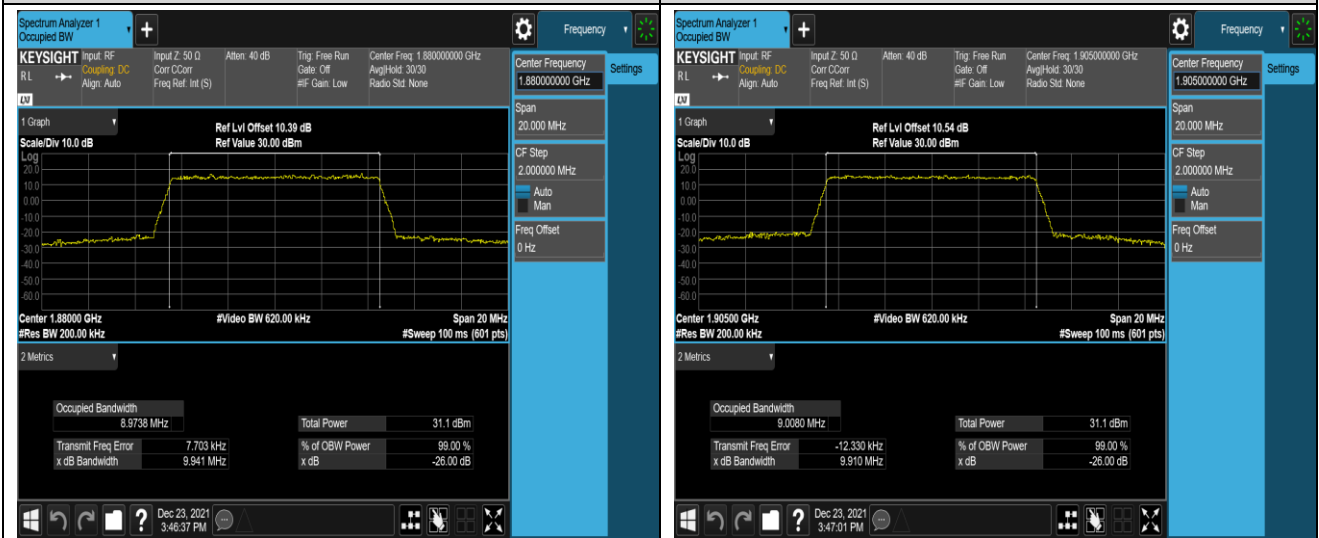 Spectrum Analyzer 1
Occupied BW
+
Frequency
KEYSIGHT Input: RF Input Z: 50 Ω Atten: 40 dB Trig: Free Run Center Freq: 1.880000000 GHz
Coupling: DC Corr CCorr Gate: Off Avg|Hold: 30/30
RL Align: Auto Freq Ref: Int (S) #IF Gain: Low Radio Std: None
LXI
Center Frequency
1.880000000 GHz
Settings
Span
20.000 MHz
CF Step
2.000000 MHz
Auto
Man
Freq Offset
0 Hz
1 Graph
Ref Lvl Offset 10.39 dB
Scale/Div 10.0 dB Ref Value 30.00 dBm
Log
20.0
10.0
0.00
-10.0
-20.0
-30.0
-40.0
-50.0
-60.0
Center 1.88000 GHz #Video BW 620.00 kHz Span 20 MHz
#Res BW 200.00 kHz #Sweep 100 ms (601 pts)
2 Metrics
Occupied Bandwidth
8.9738 MHz Total Power 31.1 dBm
Transmit Freq Error 7.703 kHz % of OBW Power 99.00 %
x dB Bandwidth 9.941 MHz x dB -26.00 dB
? Dec 23, 2021
3:46:37 PM
Spectrum Analyzer 1
Occupied BW
+
Frequency
KEYSIGHT Input: RF Input Z: 50 Ω Atten: 40 dB Trig: Free Run Center Freq: 1.905000000 GHz
Coupling: DC Corr CCorr Gate: Off Avg|Hold: 30/30
RL Align: Auto Freq Ref: Int (S) #IF Gain: Low Radio Std: None
LXI
Center Frequency
1.905000000 GHz
Settings
Span
20.000 MHz
CF Step
2.000000 MHz
Auto
Man
Freq Offset
0 Hz
1 Graph
Ref Lvl Offset 10.54 dB
Scale/Div 10.0 dB Ref Value 30.00 dBm
Log
20.0
10.0
0.00
-10.0
-20.0
-30.0
-40.0
-50.0
-60.0
Center 1.90500 GHz #Video BW 620.00 kHz Span 20 MHz
#Res BW 200.00 kHz #Sweep 100 ms (601 pts)
2 Metrics
Occupied Bandwidth
9.0080 MHz Total Power 31.1 dBm
Transmit Freq Error -12.330 kHz % of OBW Power 99.00 %
x dB Bandwidth 9.910 MHz x dB -26.00 dB
? Dec 23, 2021
3:47:01 PM